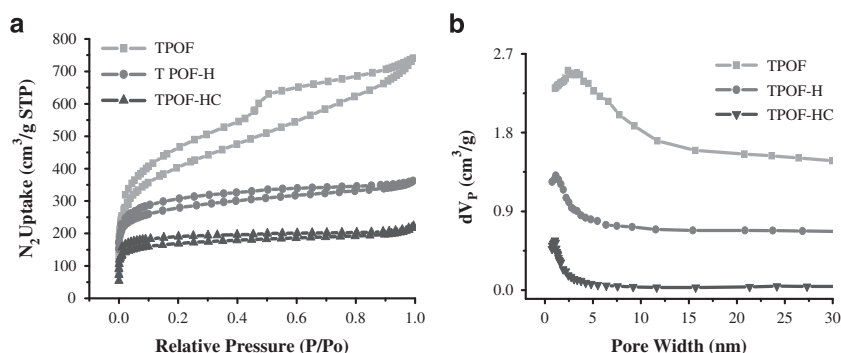 a
800
700
600
500
400
300
200
100
0
N2Uptake (cm3/g STP)
TPOF
T POF-H
TPOF-HC
0.0 0.2 0.4 0.6 0.8 1.0
Relative Pressure (P/Po)
b
2.7
1.8
0.9
0.0
dVP (cm3/g)
TPOF
TPOF-H
TPOF-HC
0 5 10 15 20 25 30
Pore Width (nm)